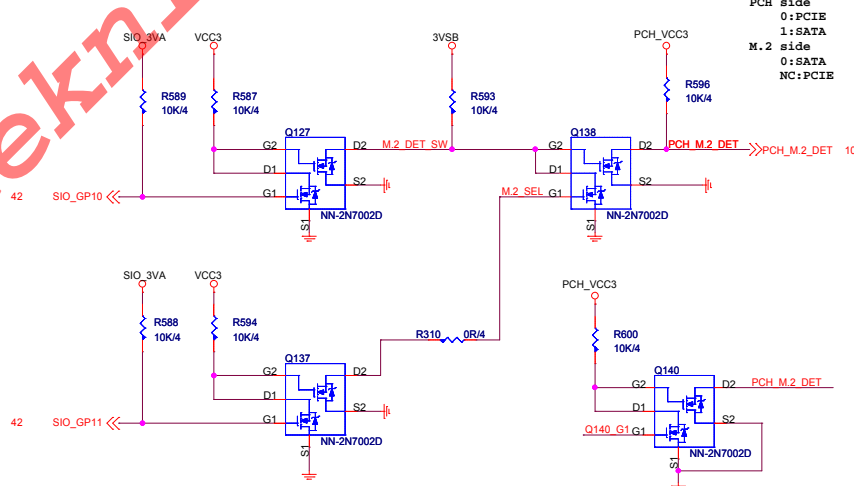 PCH side
0:PCIE
1:SATA
M.2 side
0:SATA
NC:PCIE
SIO_3VA
VCC3
3VSB
PCH_VCC3
R589
10K/4
R587
10K/4
R593
10K/4
R596
10K/4
Q127
Q138
G2
D2
M.2_DET_SW
G2
D2
PCH_M.2_DET
PCH_M.2_DET
10
D1
D1
S2
S2
42
SIO_GP10
G1
M.2_SEL
G1
NN-2N7002D
NN-2N7002D
S1
S1
SIO_3VA
VCC3
PCH_VCC3
R588
10K/4
R594
10K/4
R310
0R/4
R600
10K/4
Q137
Q140
G2
D2
G2
D2
PCH_M.2_DET
D1
D1
S2
S2
42
SIO_GP11
G1
Q140_G1
G1
NN-2N7002D
NN-2N7002D
S1
S1